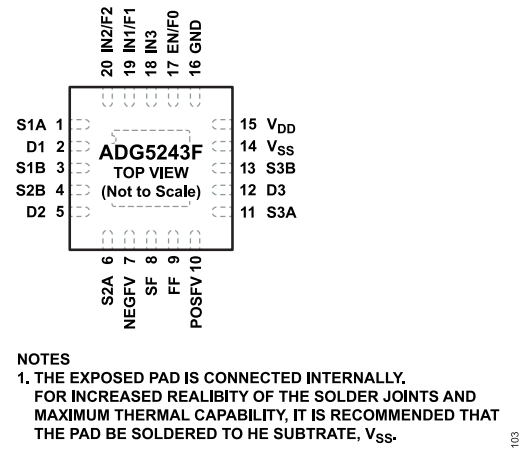 20 IN2/F2
19 IN1/F1
18 IN3
17 EN/F0
16 GND
S1A 1
D1 2
S1B 3
S2B 4
D2 5
ADG5243F
TOP VIEW
(Not to Scale)
15 VDD
14 VSS
13 S3B
12 D3
11 S3A
S2A 6
NEGFV 7
SF 8
FF 9
POSFV 10
NOTES
1. THE EXPOSED PAD IS CONNECTED INTERNALLY.
FOR INCREASED REALIBITY OF THE SOLDER JOINTS AND
MAXIMUM THERMAL CAPABILITY, IT IS RECOMMENDED THAT
THE PAD BE SOLDERED TO HE SUBTRATE, VSS.
103